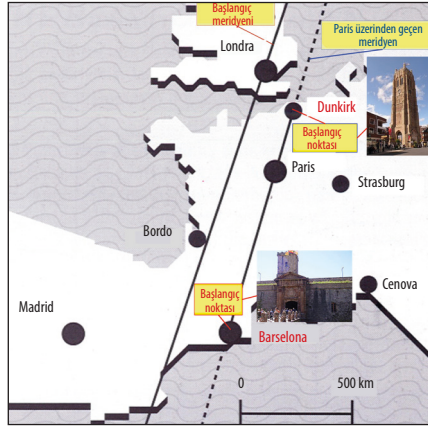 Başlangıç
meridyeni
Paris üzerinden geçen
meridyen
Londra
Dunkirk
Başlangıç
noktası
Paris
Strasburg
Bordo
Cenova
Başlangıç
noktası
Madrid
Barselona
0
500 km